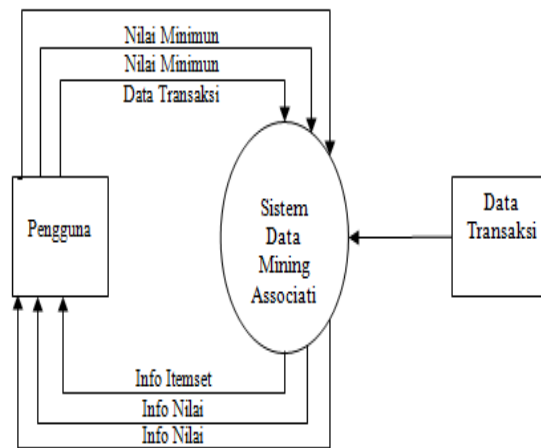 Nilai Minimun
Nilai Minimun
Data Transaksi
Pengguna
Sistem
Data
Mining
Associati
Data
Transaksi
Info Itemset
Info Nilai
Info Nilai